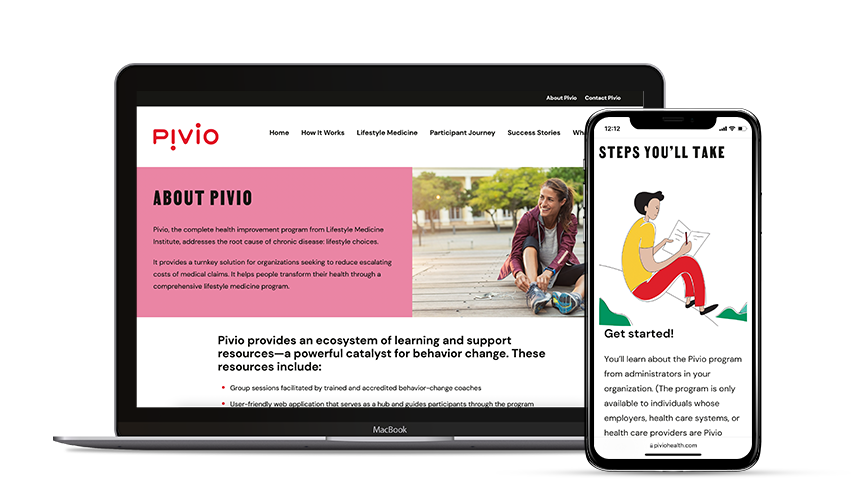 About Pivio Contact Pivio
PIVIO
Home How It Works Lifestyle Medicine Participant Journey Success Stories
ABOUT PIVIO
Pivio, the complete health improvement program from Lifestyle Medicine
Institute, addresses the root cause of chronic disease: lifestyle choices.
It provides a turnkey solution for organizations seeking to reduce escalating
costs of medical claims. It helps people transform their health through a
comprehensive lifestyle medicine program.
Pivio provides an ecosystem of learning and support
resources—a powerful catalyst for behavior change. These
resources include:
Group sessions facilitated by trained and accredited behavior-change coaches
User-friendly web application that serves as a hub and guides participants through the program
MacBook
12:12
STEPS YOU’LL TAKE
Get started!
You’ll learn about the Pivio program
from administrators in your
organization. (The program is only
available to individuals whose
employers, health care systems, or
health care providers are Pivio
piviohealth.com